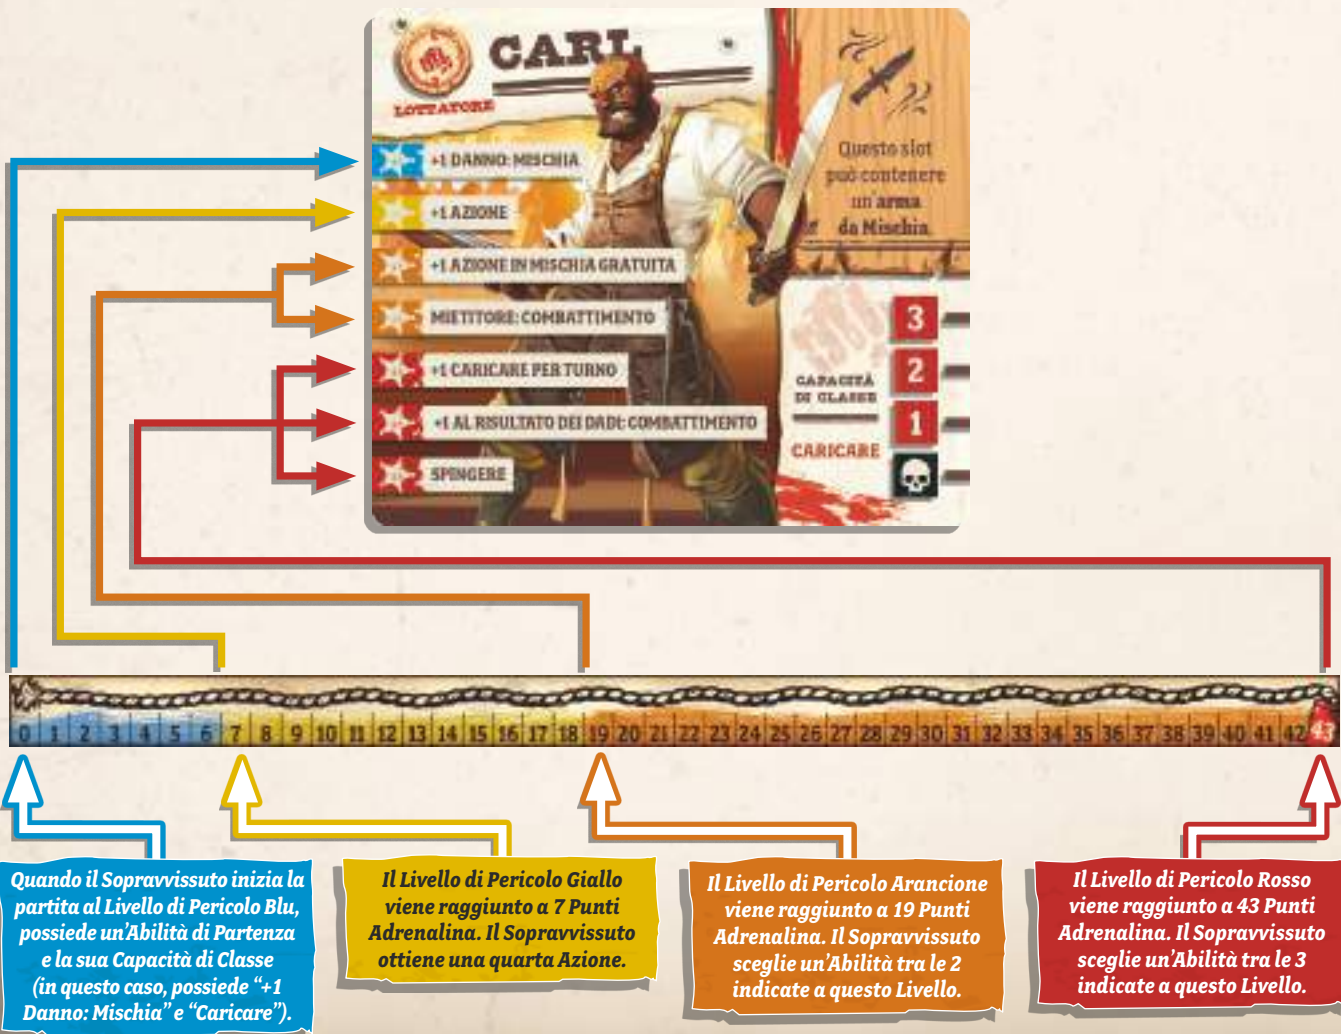 CARL
LOTTATORE
+1 DANNO: MISCHIA
+1 AZIONE
+1 AZIONE IN MISCHIA GRATUITA
MIETITORE: COMBATTIMENTO
+1 CARICARE PER TURNO
+1 AL RISULTATO DEI DADI: COMBATTIMENTO
SPINGERE
Questo slot
può contenere
un'arma
da Mischia
3
2
1
CAPACITÀ
DI CLASSE
CARICARE
0 1 2 3 4 5 6 7 8 9 10 11 12 13 14 15 16 17 18 19 20 21 22 23 24 25 26 27 28 29 30 31 32 33 34 35 36 37 38 39 40 41 42 43
Quando il Sopravvissuto inizia la
partita al Livello di Pericolo Blu,
possiede un'Abilità di Partenza
e la sua Capacità di Classe
(in questo caso, possiede “+1
Danno: Mischia” e “Caricare”).
Il Livello di Pericolo Giallo
viene raggiunto a 7 Punti
Adrenalina. Il Sopravvissuto
ottiene una quarta Azione.
Il Livello di Pericolo Arancione
viene raggiunto a 19 Punti
Adrenalina. Il Sopravvissuto
sceglie un'Abilità tra le 2
indicate a questo Livello.
Il Livello di Pericolo Rosso
viene raggiunto a 43 Punti
Adrenalina. Il Sopravvissuto
sceglie un'Abilità tra le 3
indicate a questo Livello.